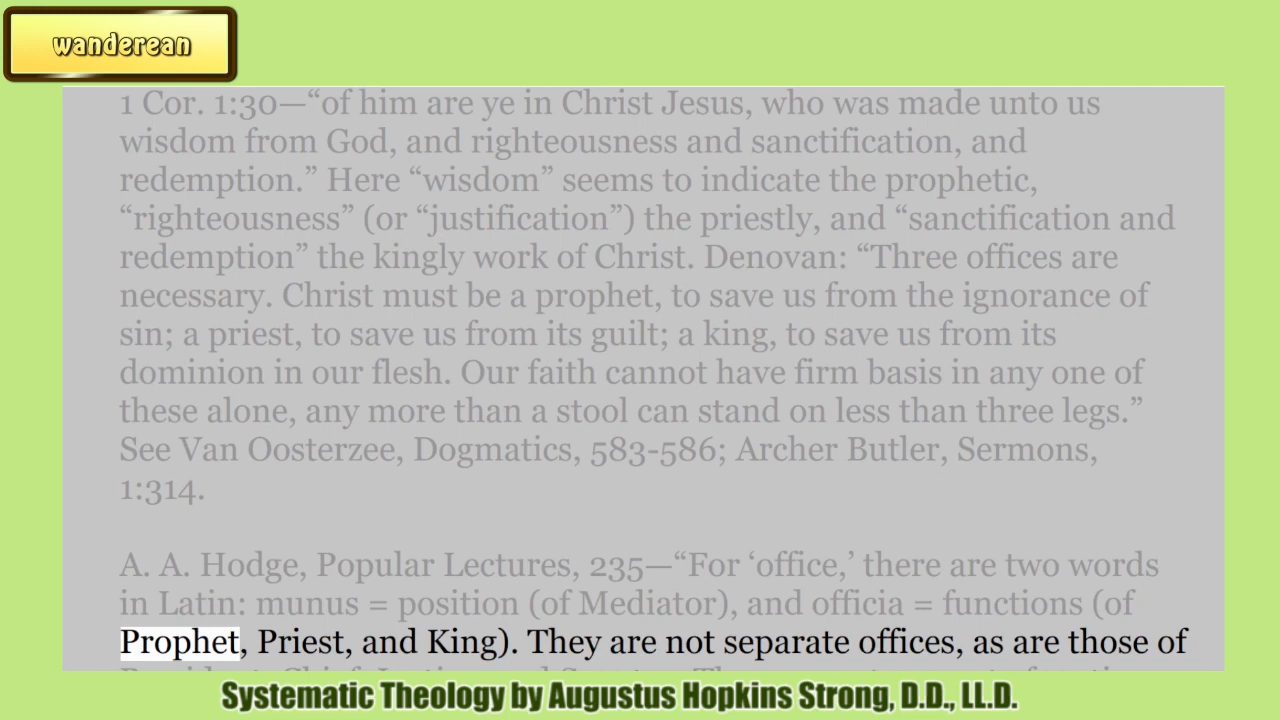 wanderean
1 Cor. 1:30—“of him are ye in Christ Jesus, who was made unto us
wisdom from God, and righteousness and sanctification, and
redemption.” Here “wisdom” seems to indicate the prophetic,
“righteousness” (or “justification”) the priestly, and “sanctification and
redemption” the kingly work of Christ. Denovan: “Three offices are
necessary. Christ must be a prophet, to save us from the ignorance of
sin; a priest, to save us from its guilt; a king, to save us from its
dominion in our flesh. Our faith cannot have firm basis in any one of
these alone, any more than a stool can stand on less than three legs.”
See Van Oosterzee, Dogmatics, 583-586; Archer Butler, Sermons,
1:314.
A. A. Hodge, Popular Lectures, 235—“For ‘office,’ there are two words
in Latin: munus = position (of Mediator), and officia = functions (of
Prophet, Priest, and King). They are not separate offices, as are those of
Systematic Theology by Augustus Hopkins Strong, D.D., LL.D.